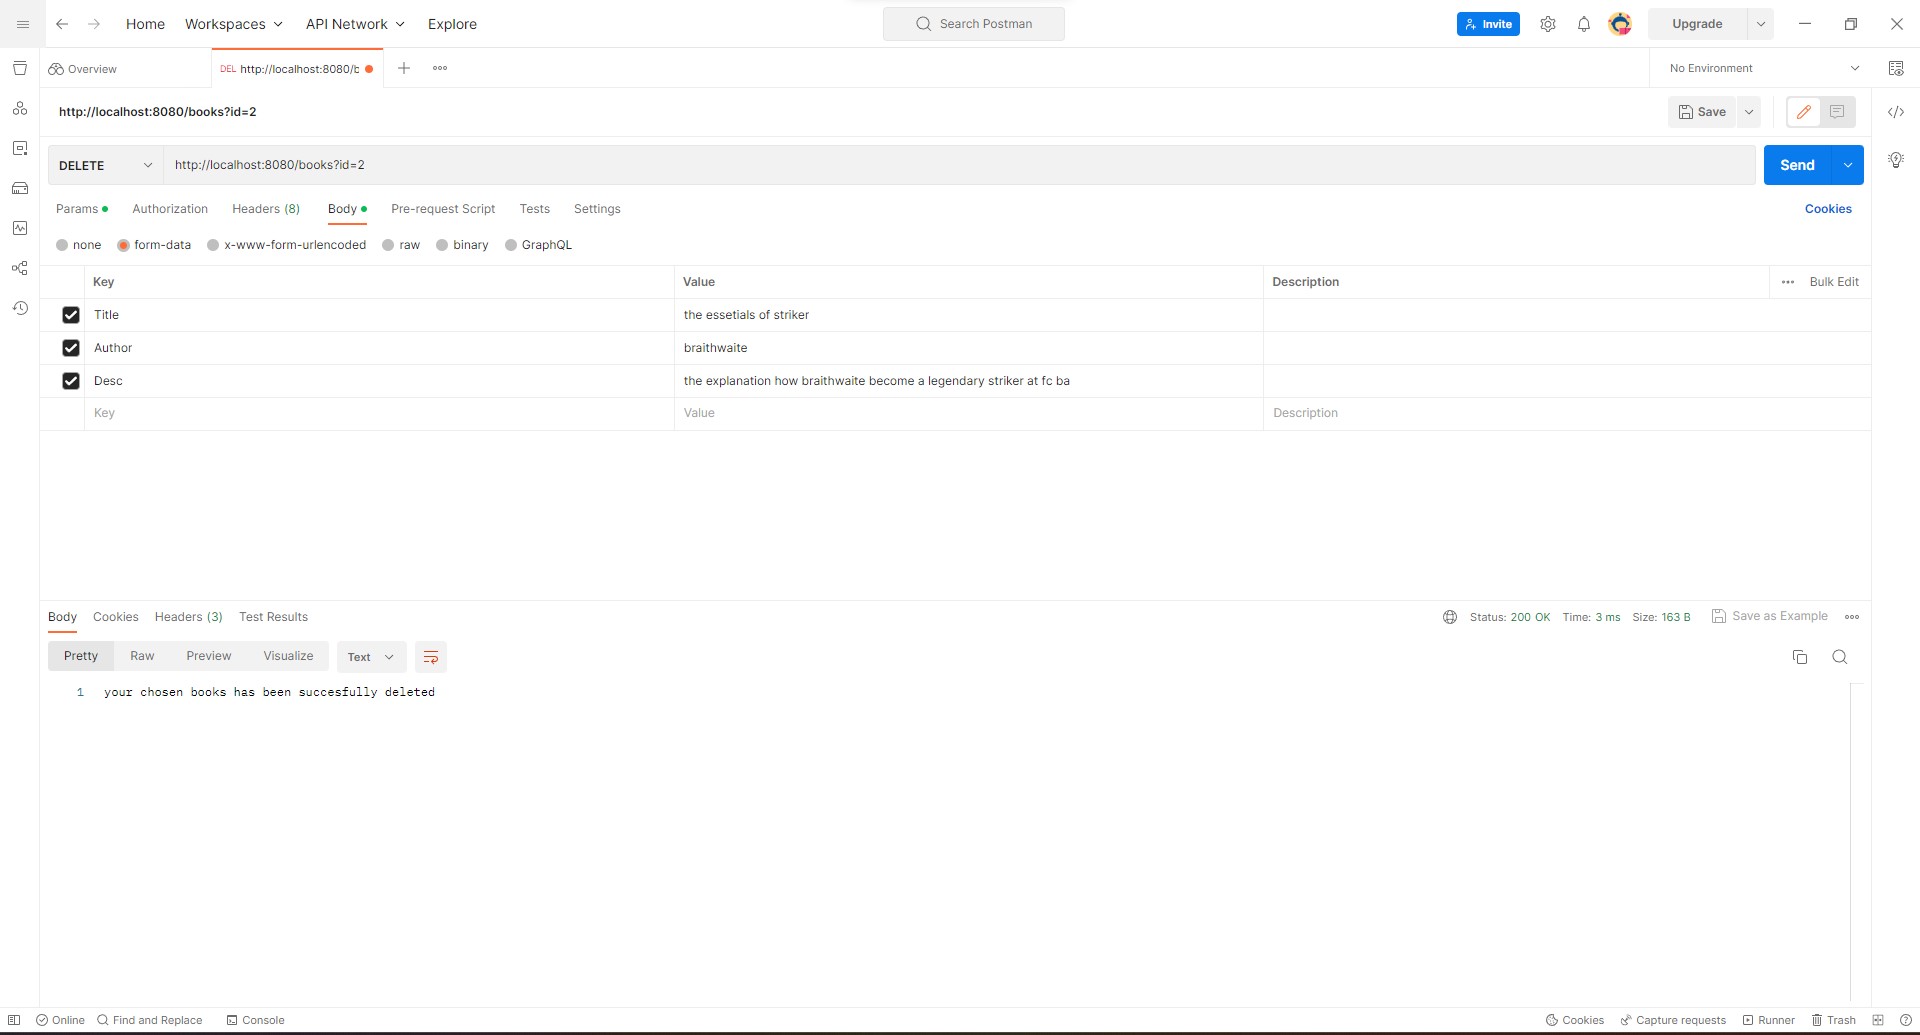 Home Workspaces API Network Explore Search Postman Invite Upgrade
Overview DEL http://localhost:8080/b No Environment
http://localhost:8080/books?id=2 Save
DELETE http://localhost:8080/books?id=2 Send
Params Authorization Headers (8) Body Pre-request Script Tests Settings Cookies
none form-data x-www-form-urlencoded raw binary GraphQL
Key Value Description Bulk Edit
Title the essetials of striker
Author braithwaite
Desc the explanation how braithwaite become a legendary striker at fc ba
Key Value Description
Body Cookies Headers (3) Test Results Status: 200 OK Time: 3 ms Size: 163 B Save as Example
Pretty Raw Preview Visualize Text
1 your chosen books has been succesfully deleted
Online Find and Replace Console Cookies Capture requests Runner Trash